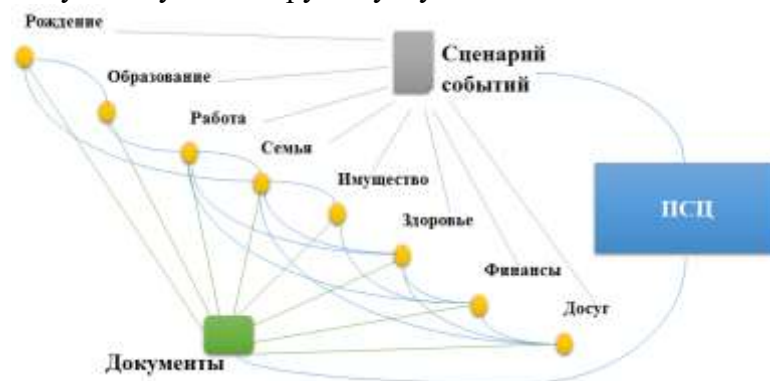 Рождение
Сценарий
событий
Образование
Работа
Семья
Имущество
ПСЦ
Здоровье
Финансы
Досуг
Документы